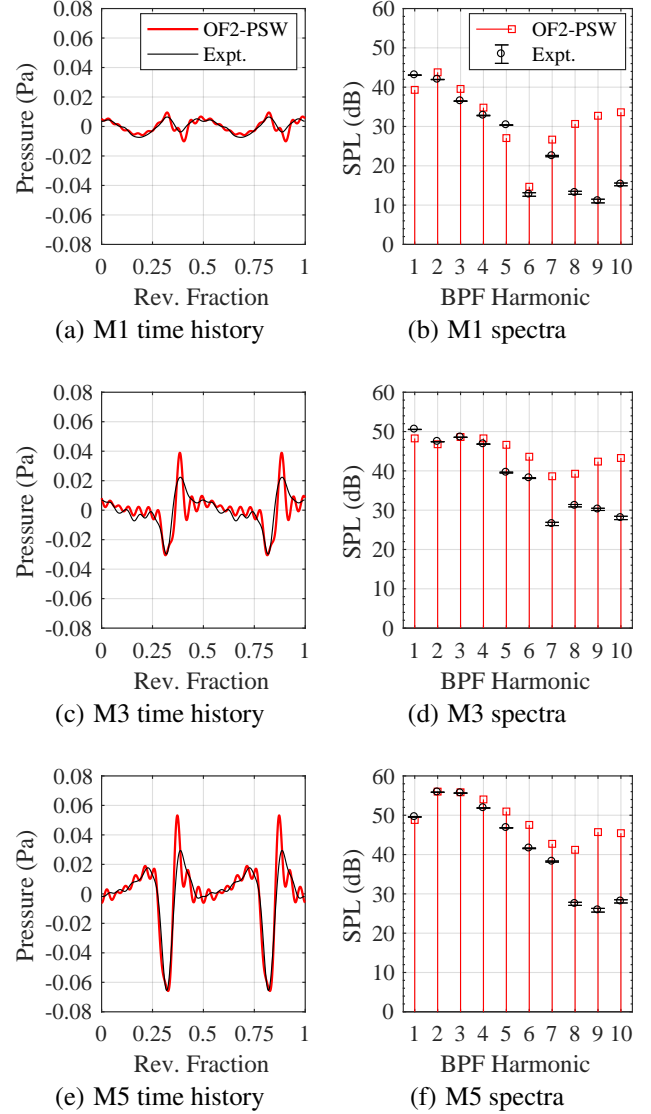 OF2-PSW
Expt.
Pressure (Pa)
0.08
0.06
0.04
0.02
0
-0.02
-0.04
-0.06
-0.08
0 0.25 0.5 0.75 1
Rev. Fraction
(a) M1 time history
OF2-PSW
Expt.
SPL (dB)
60
50
40
30
20
10
0
1 2 3 4 5 6 7 8 9 10
BPF Harmonic
(b) M1 spectra
Pressure (Pa)
0.08
0.06
0.04
0.02
0
-0.02
-0.04
-0.06
-0.08
0 0.25 0.5 0.75 1
Rev. Fraction
(c) M3 time history
SPL (dB)
60
50
40
30
20
10
0
1 2 3 4 5 6 7 8 9 10
BPF Harmonic
(d) M3 spectra
Pressure (Pa)
0.08
0.06
0.04
0.02
0
-0.02
-0.04
-0.06
-0.08
0 0.25 0.5 0.75 1
Rev. Fraction
(e) M5 time history
SPL (dB)
60
50
40
30
20
10
0
1 2 3 4 5 6 7 8 9 10
BPF Harmonic
(f) M5 spectra